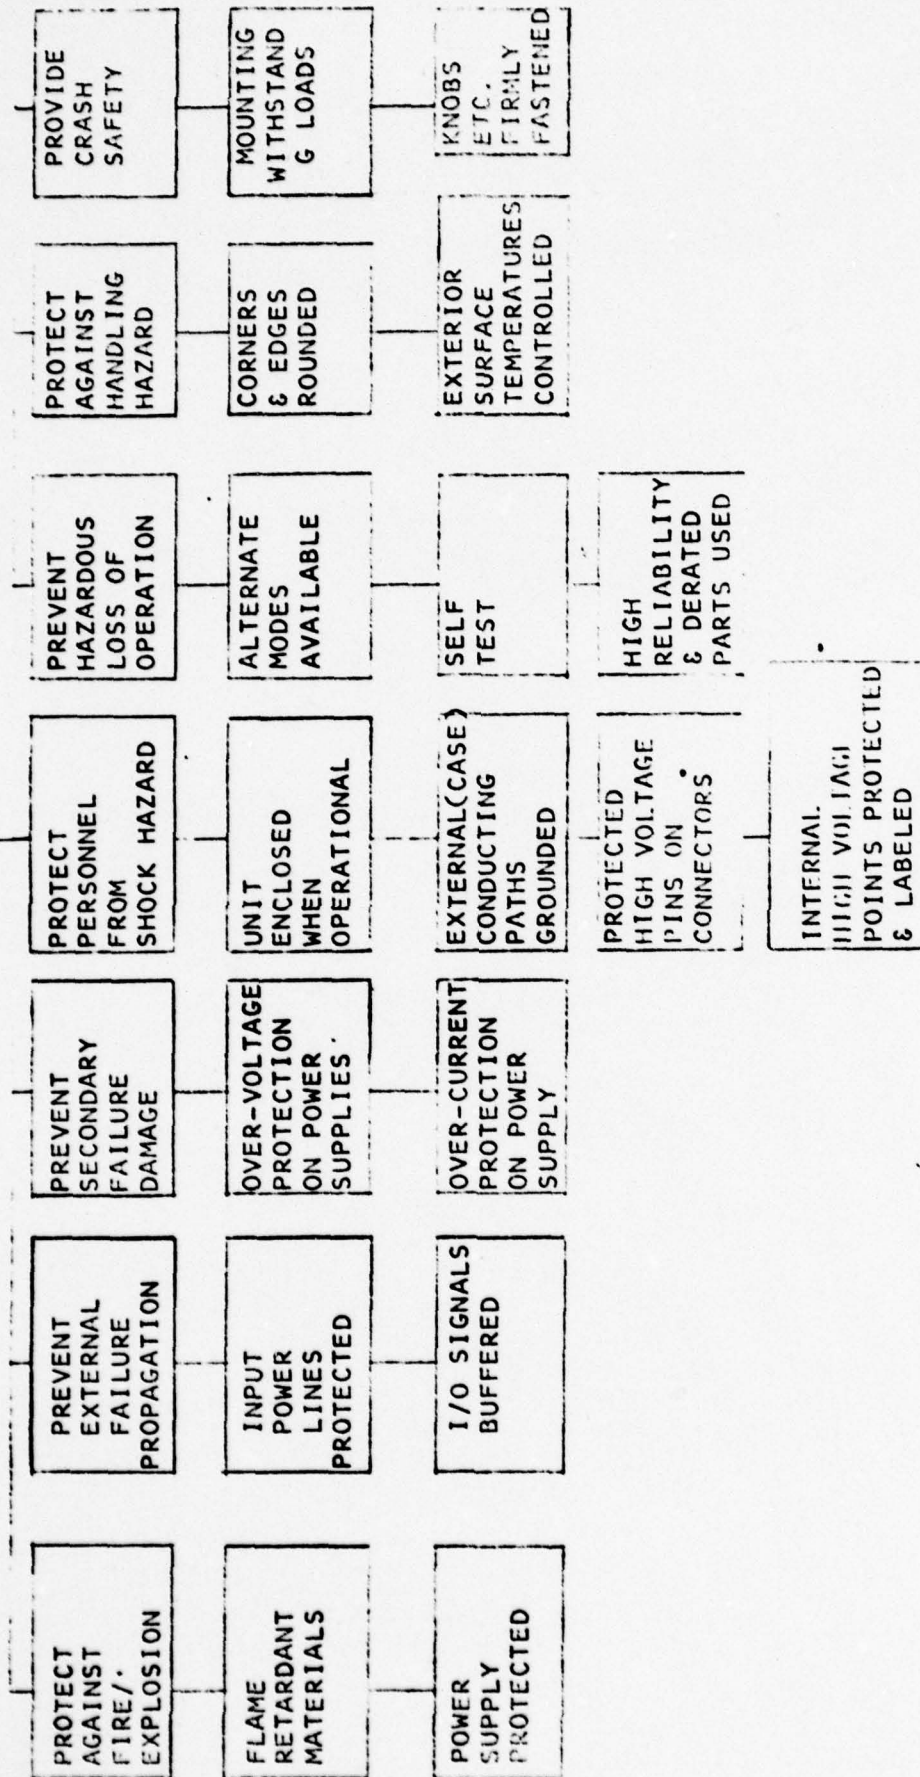 PROTECT
AGAINST
FIRE/.
EXPLOSION
FLAME
RETARDANT
MATERIALS
POWER
SUPPLY
PROTECTED
PREVENT
EXTERNAL
FAILURE
PROPAGATION
INPUT
POWER
LINES
PROTECTED
I/O SIGNALS
BUFFERED
PREVENT
SECONDARY
FAILURE
DAMAGE
OVER-VOLTAGE
PROTECTION
ON POWER
SUPPLIES
OVER-CURRENT
PROTECTION
ON POWER
SUPPLY
PROTECT
PERSONNEL
FROM
SHOCK HAZARD
UNIT
ENCLOSED
WHEN
OPERATIONAL
EXTERNAL(CASE)
CONDUCTING
PATHS
GROUNDED
PROTECTED
HIGH VOLTAGE
PINS ON
CONNECTORS
INTERNAL
HIGH VOLTAGE
POINTS PROTECTED
& LABELED
PREVENT
HAZARDOUS
LOSS OF
OPERATION
ALTERNATE
MODES
AVAILABLE
SELF
TEST
HIGH
RELIABILITY
& DERATED
PARTS USED
PROTECT
AGAINST
HANDLING
HAZARD
CORNERS
& EDGES
ROUNDED
EXTERIOR
SURFACE
TEMPERATURES
CONTROLLED
PROVIDE
CRASH
SAFETY
MOUNTING
WITHSTAND
G LOADS
KNOBS
ETC.
FIRMLY
FASTENED